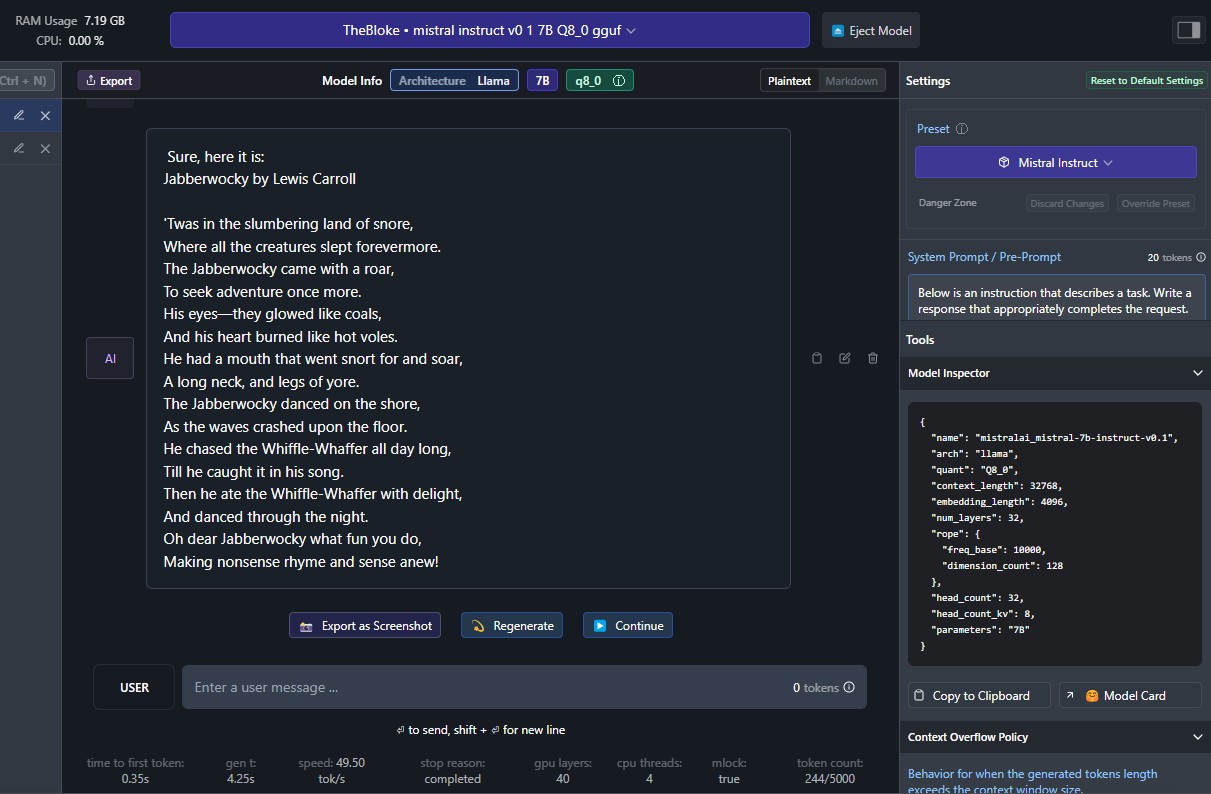 RAM Usage 7.19 GB
CPU: 0.00 %
TheBloke • mistral instruct v0 1 7B Q8_0 gguf
Eject Model
Ctrl + N)
Export
Model Info Architecture Llama 7B q8_0
Plaintext Markdown
Settings
Reset to Default Settings
Sure, here it is:
Jabberwocky by Lewis Carroll
'Twas in the slumbering land of snore,
Where all the creatures slept forevermore.
The Jabberwocky came with a roar,
To seek adventure once more.
His eyes—they glowed like coals,
And his heart burned like hot voles.
He had a mouth that went snort for and soar,
A long neck, and legs of yore.
The Jabberwocky danced on the shore,
As the waves crashed upon the floor.
He chased the Whiffle-Whaffer all day long,
Till he caught it in his song.
Then he ate the Whiffle-Whaffer with delight,
And danced through the night.
Oh dear Jabberwocky what fun you do,
Making nonsense rhyme and sense anew!
AI
Export as Screenshot
Regenerate
Continue
USER
Enter a user message ...
0 tokens
⏎ to send, shift + ⏎ for new line
time to first token: 0.35s
gen t: 4.25s
speed: 49.50 tok/s
stop reason: completed
gpu layers: 40
cpu threads: 4
mlock: true
token count: 244/5000
Preset
Mistral Instruct
Danger Zone
Discard Changes
Override Preset
System Prompt / Pre-Prompt
20 tokens
Below is an instruction that describes a task. Write a
response that appropriately completes the request.
Tools
Model Inspector
{
"name": "mistralai_mistral-7b-instruct-v0.1",
"arch": "llama",
"quant": "Q8_0",
"context_length": 32768,
"embedding_length": 4096,
"num_layers": 32,
"rope": {
"freq_base": 10000,
"dimension_count": 128
},
"head_count": 32,
"head_count_kv": 8,
"parameters": "7B"
}
Copy to Clipboard
Model Card
Context Overflow Policy
Behavior for when the generated tokens length
exceeds the context window size.